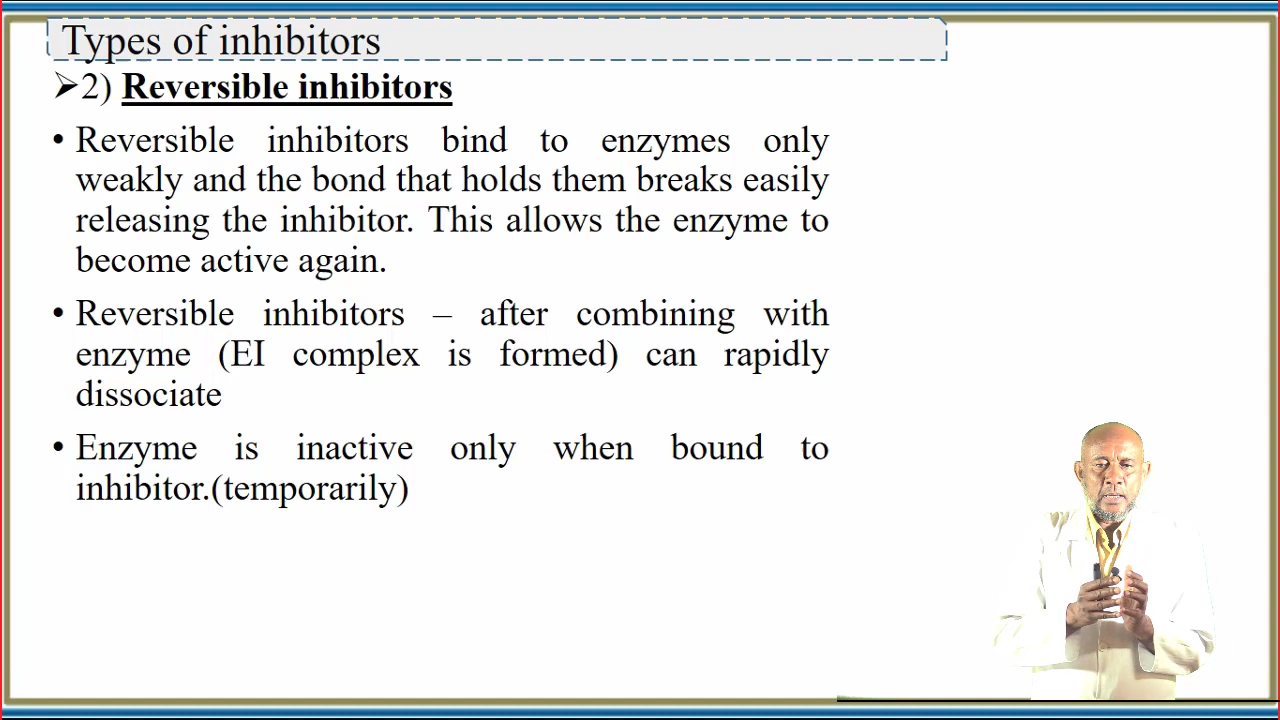 Types of inhibitors
➢2) Reversible inhibitors
• Reversible inhibitors bind to enzymes only
weakly and the bond that holds them breaks easily
releasing the inhibitor. This allows the enzyme to
become active again.
• Reversible inhibitors – after combining with
enzyme (EI complex is formed) can rapidly
dissociate
• Enzyme is inactive only when bound to
inhibitor.(temporarily)